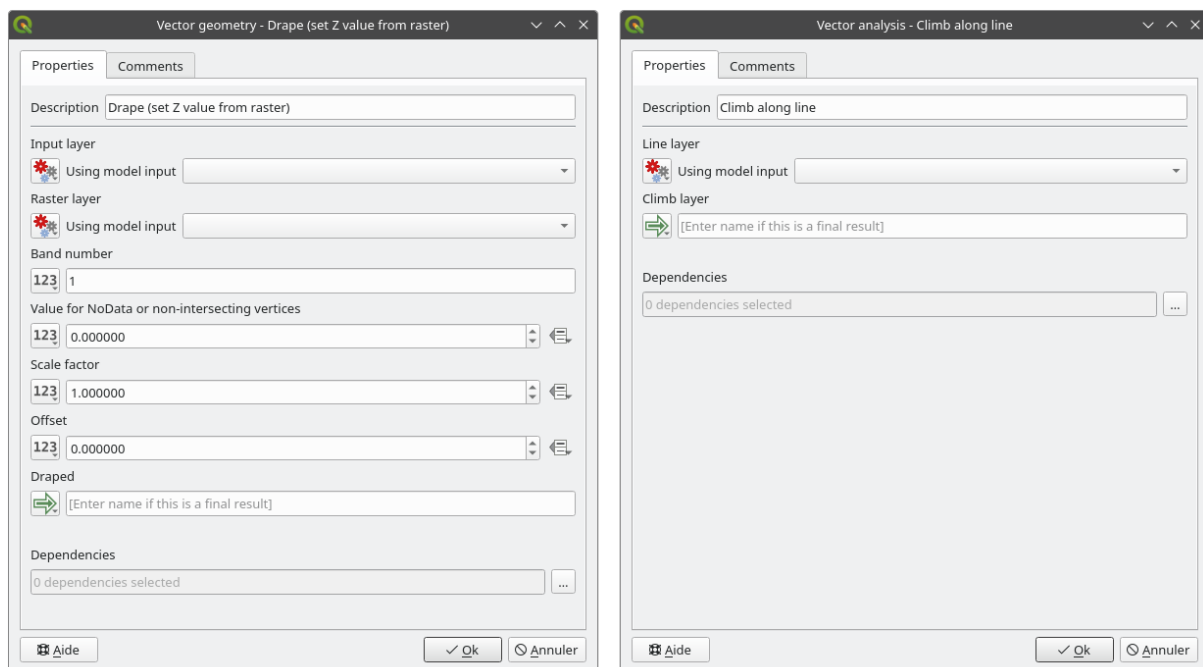 Vector geometry - Drape (set Z value from raster)
Properties
Comments
Description
Drape (set Z value from raster)
Input layer
Using model input
Raster layer
Using model input
Band number
123
1
Value for NoData or non-intersecting vertices
123
0.000000
Scale factor
123
1.000000
Offset
123
0.000000
Draped
[Enter name if this is a final result]
Dependencies
0 dependencies selected
...
Aide
Ok
Annuler
Vector analysis - Climb along line
Properties
Comments
Description
Climb along line
Line layer
Using model input
Climb layer
[Enter name if this is a final result]
Dependencies
0 dependencies selected
...
Aide
Ok
Annuler